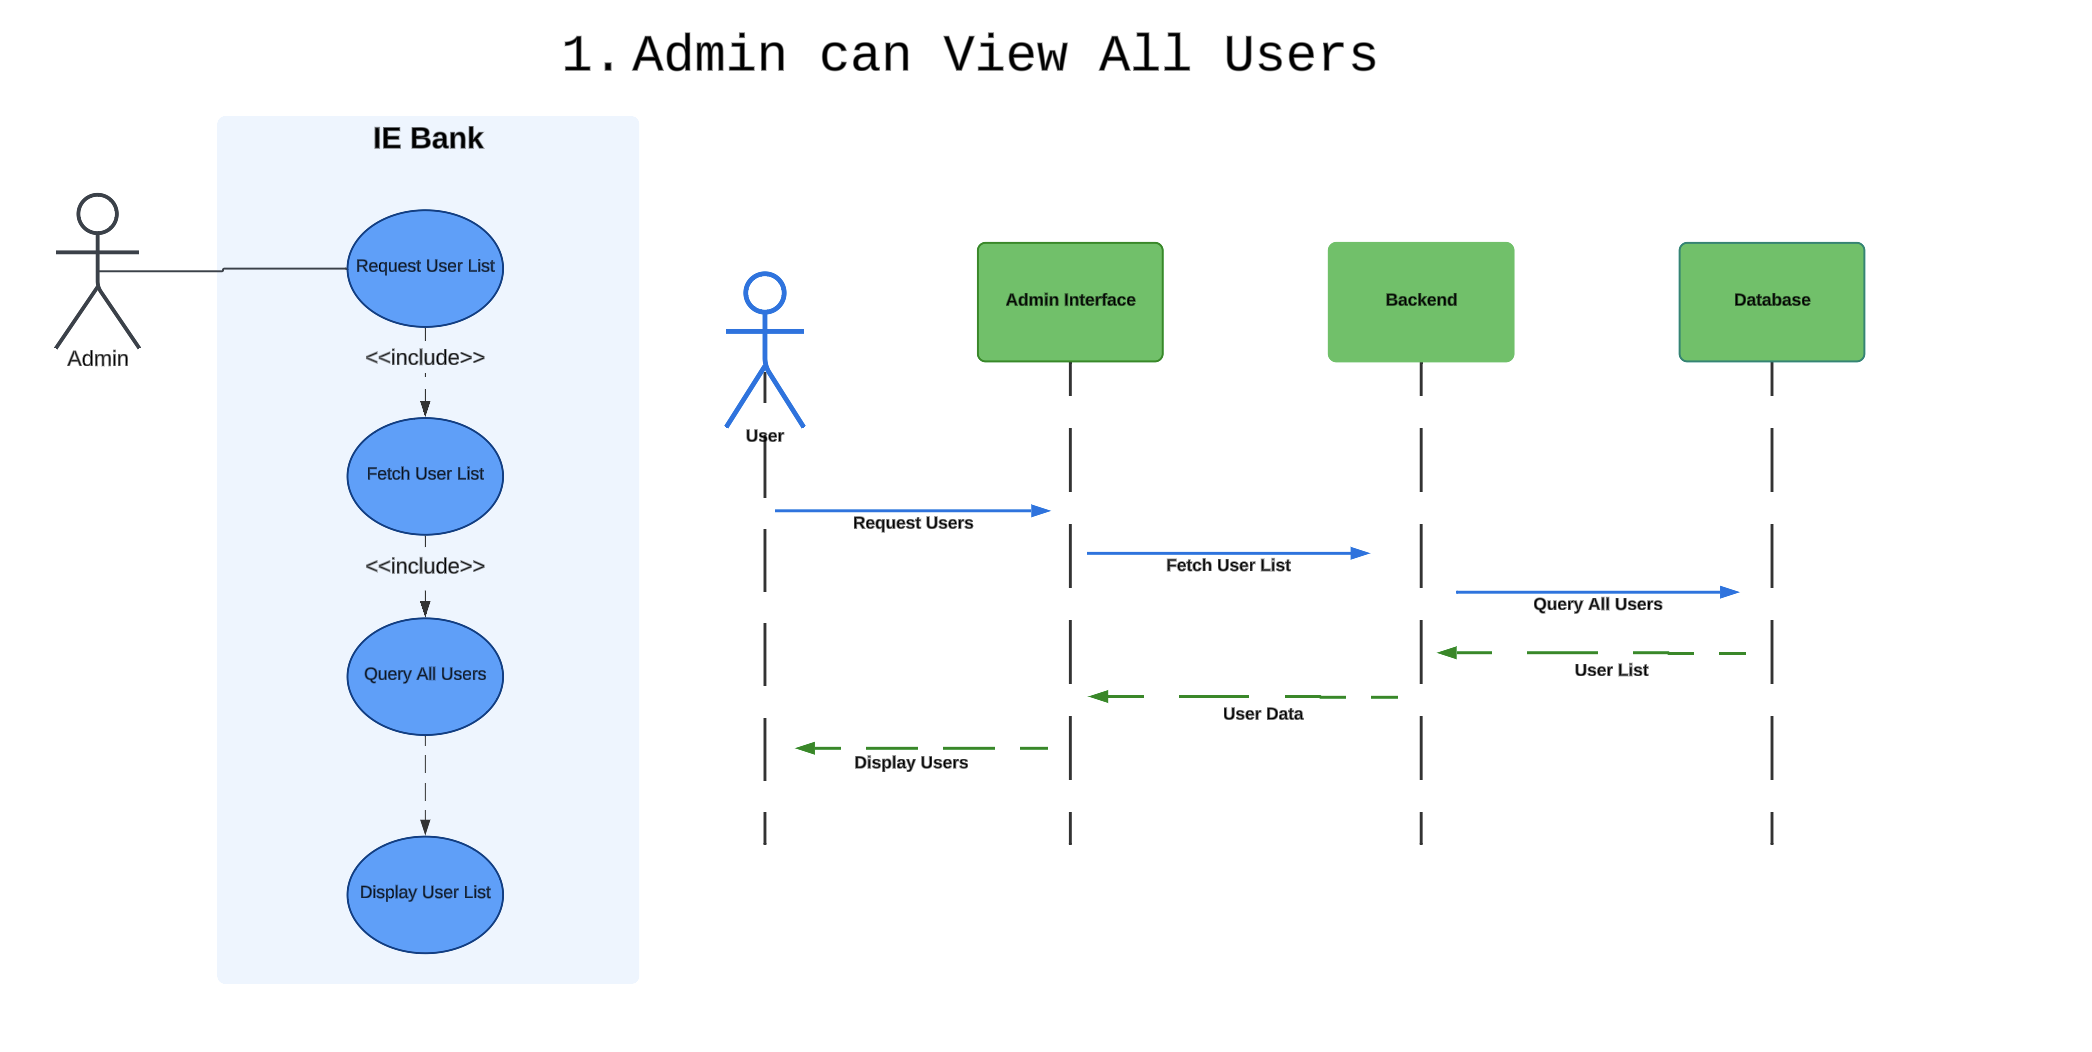 1. Admin can View All Users
IE Bank
Admin
Request User List
<<include>>
Fetch User List
<<include>>
Query All Users
Display User List
User
Admin Interface
Backend
Database
Request Users
Fetch User List
Query All Users
User List
User Data
Display Users